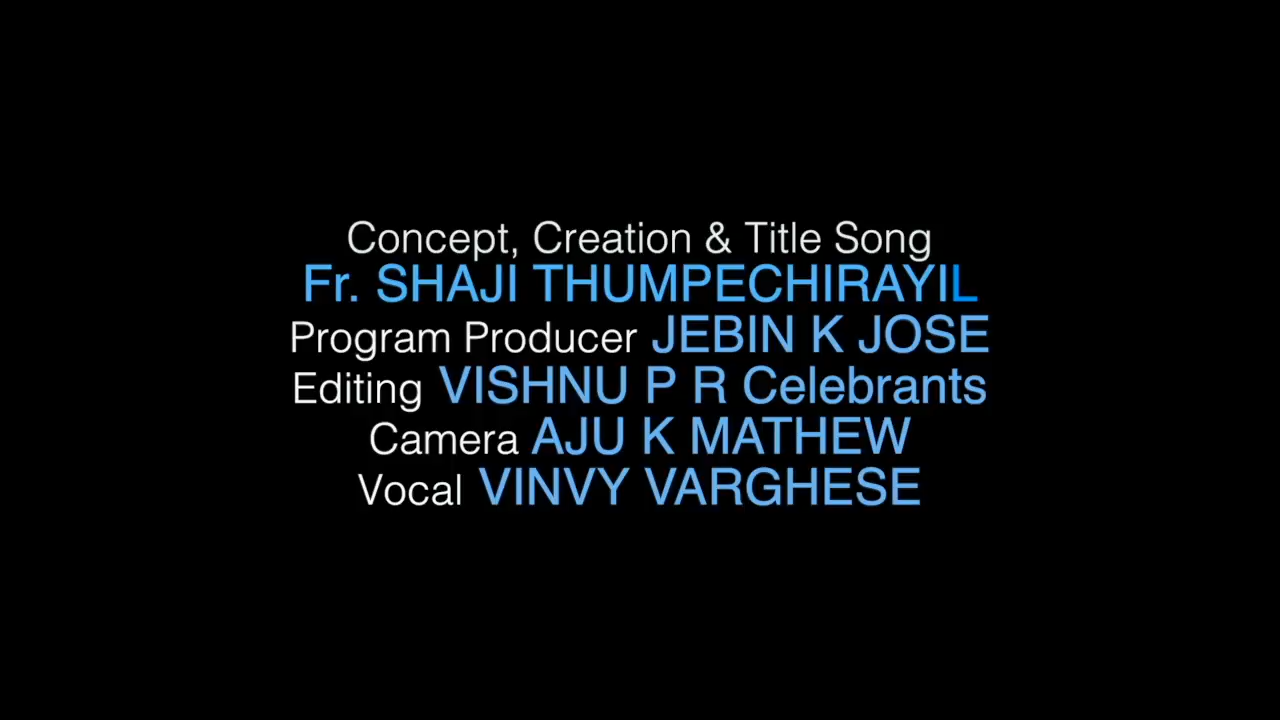 Concept, Creation & Title Song
Fr. SHAJI THUMPECHIRAYIL
Program Producer JEBIN K JOSE
Editing VISHNU P R Celebrants
Camera AJU K MATHEW
Vocal VINVY VARGHESE